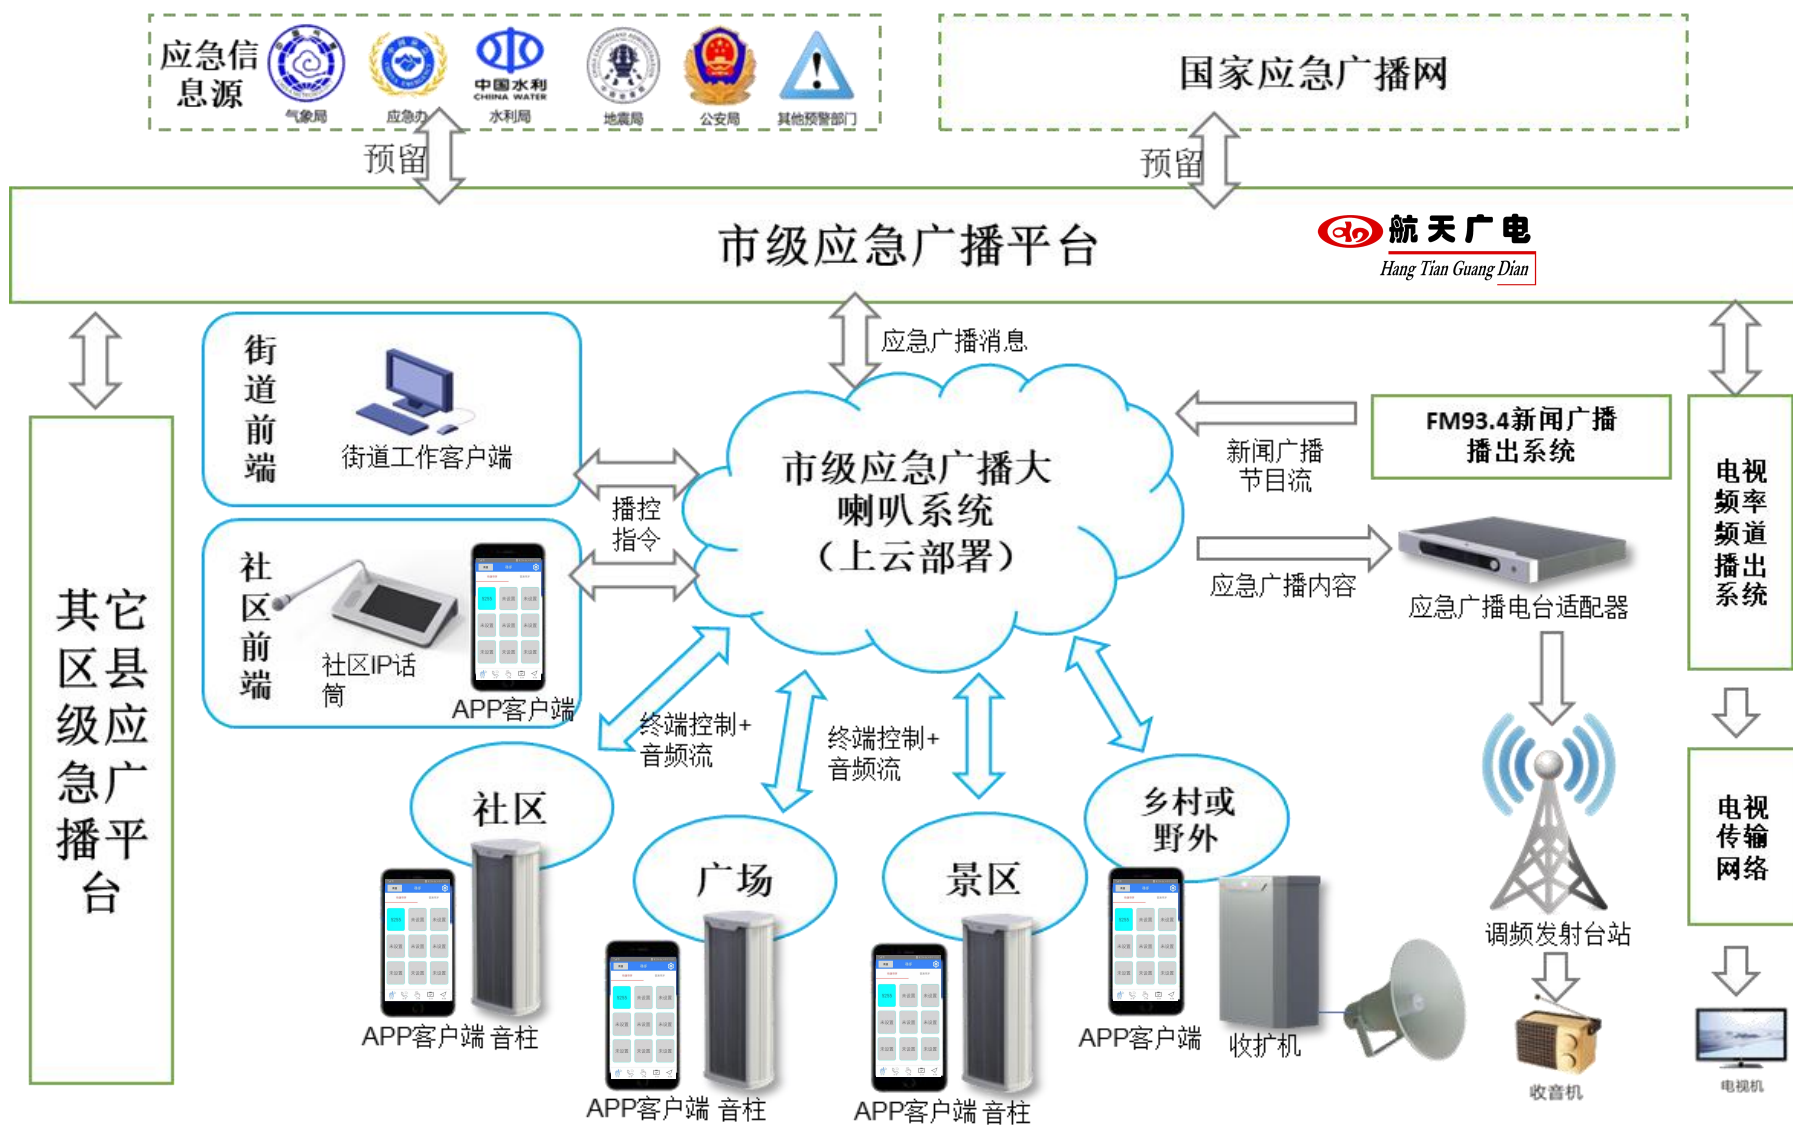 应急信
息源
中国水利
CHINA WATER
气象局
应急办
水利局
地震局
公安局
其他预警部门
国家应急广播网
预留
预留
市级应急广播平台
航天广电
Hang Tian Guang Dian
街道前端
街道工作客户端
应急广播消息
新闻广播
节目流
FM93.4新闻广播
播出系统
市级应急广播大
喇叭系统
（上云部署）
播控
指令
电视
频率
频道
播出
系统
应急广播内容
应急广播电台适配器
社区前端
社区IP话
筒
APP客户端
其它
区县
级应
急广
播平
台
终端控制+
音频流
终端控制+
音频流
社区
广场
景区
乡村或
野外
电视
传输
网络
调频发射台站
APP客户端
音柱
APP客户端
音柱
APP客户端
音柱
APP客户端
收扩机
收音机
电视机